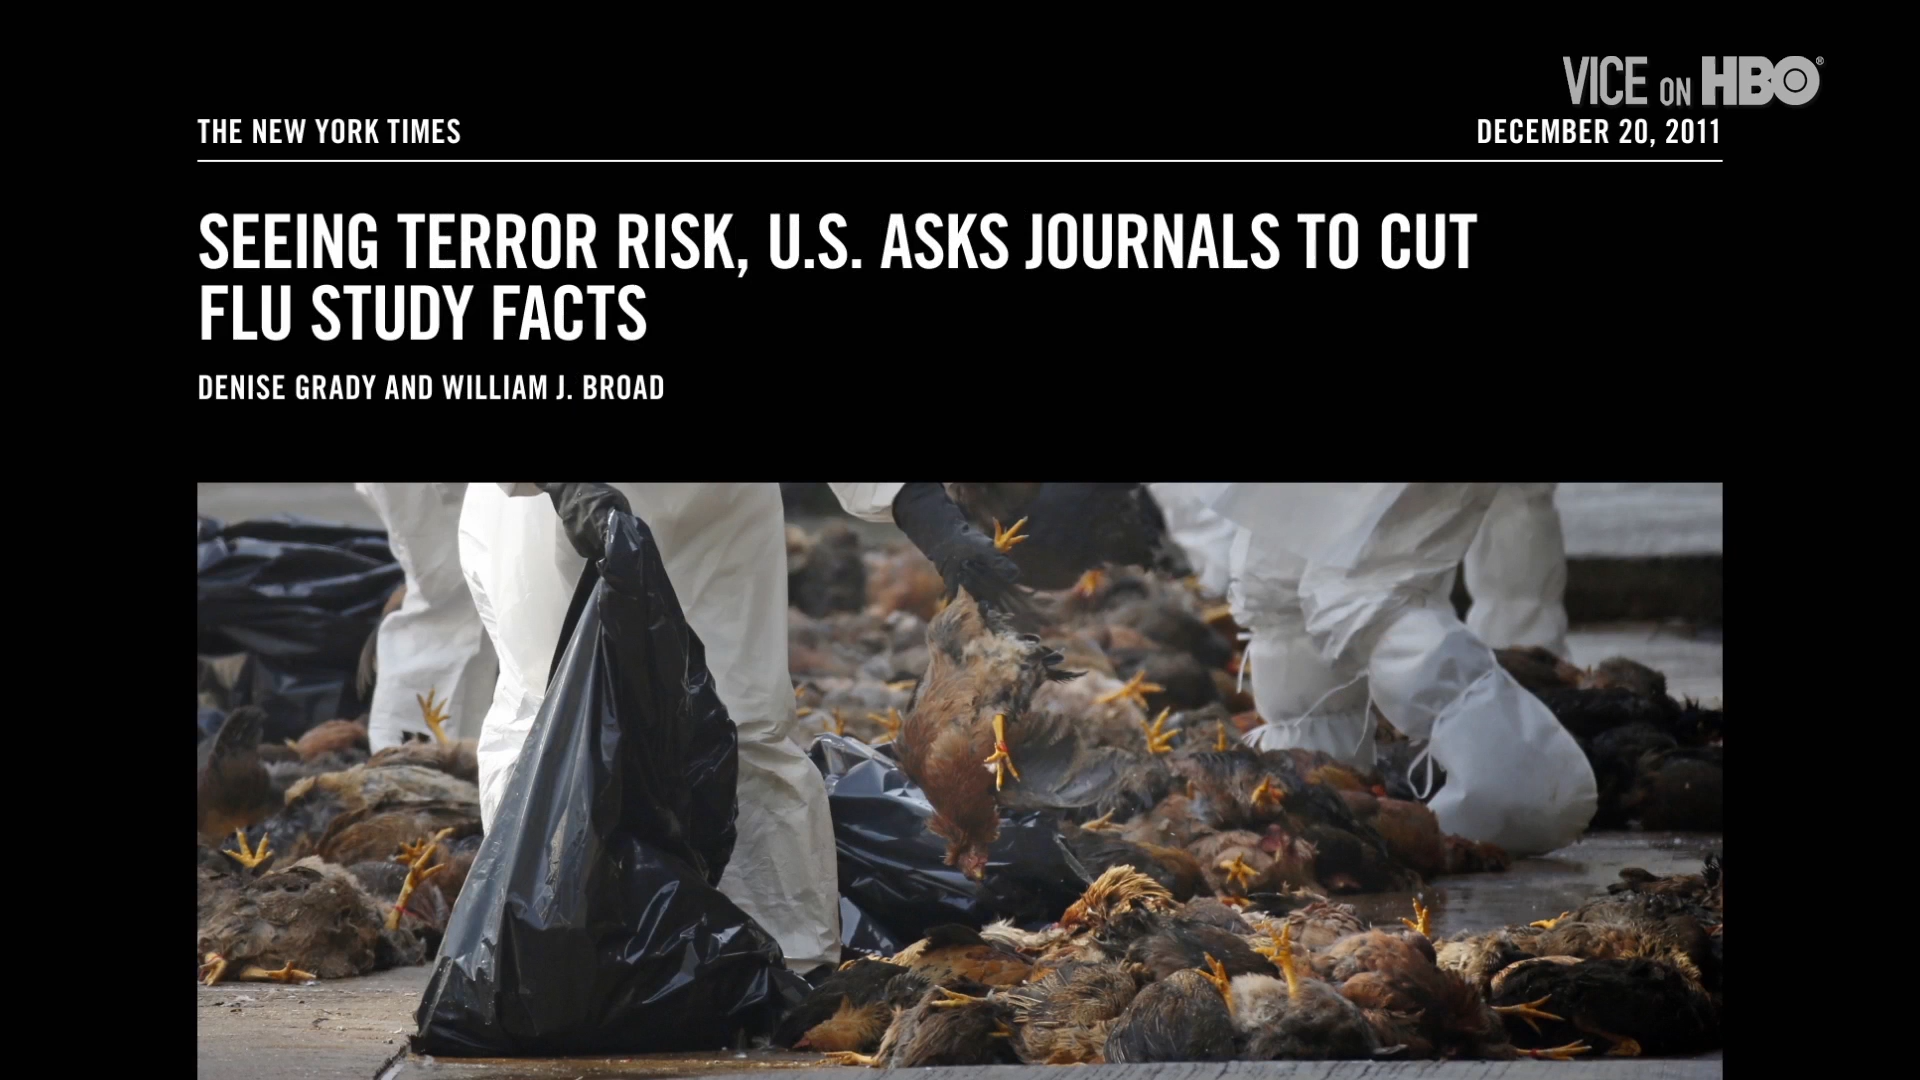 VICE ON HBO®
THE NEW YORK TIMES
DECEMBER 20, 2011
SEEING TERROR RISK, U.S. ASKS JOURNALS TO CUT
FLU STUDY FACTS
DENISE GRADY AND WILLIAM J. BROAD